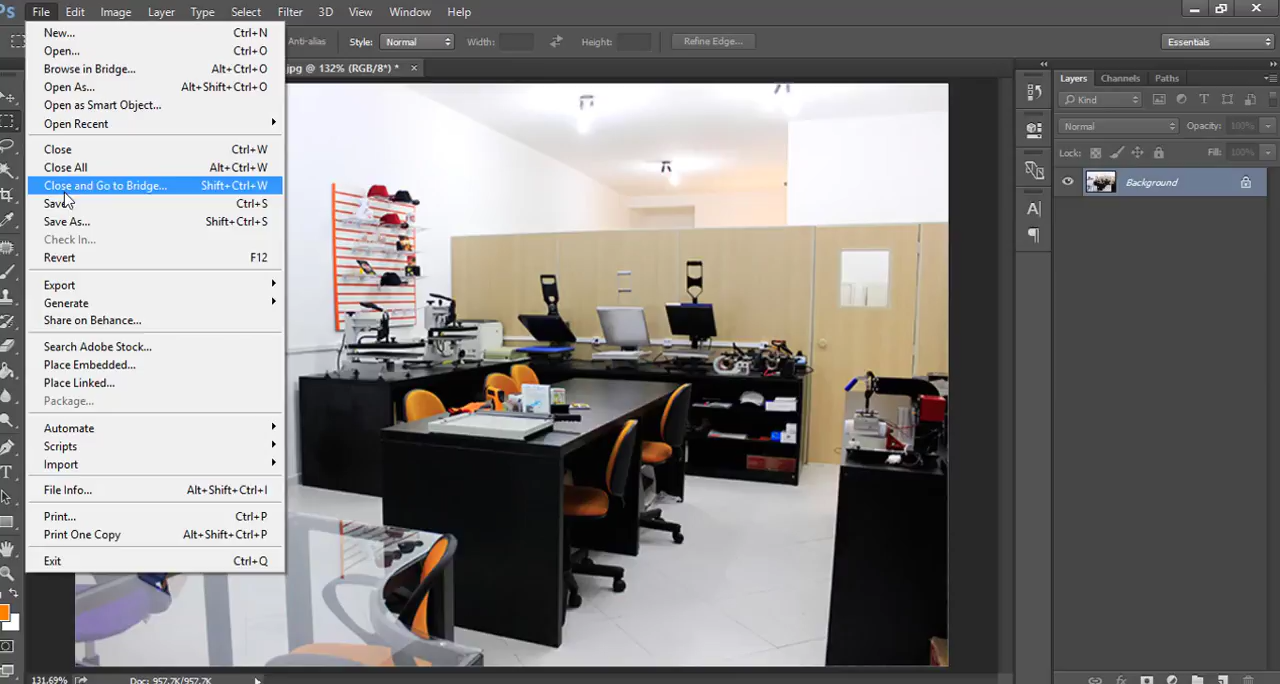 Ps File Edit Image Layer Type Select Filter 3D View Window Help
Anti-alias Style: Normal Width: Height: Refine Edge... Essentials
.jpg @ 132% (RGB/8*) * ×
New... Ctrl+N
Open... Ctrl+O
Browse in Bridge... Alt+Ctrl+O
Open As... Alt+Shift+Ctrl+O
Open as Smart Object...
Open Recent
Close Ctrl+W
Close All Alt+Ctrl+W
Close and Go to Bridge... Shift+Ctrl+W
Save Ctrl+S
Save As... Shift+Ctrl+S
Check In...
Revert F12
Export
Generate
Share on Behance...
Search Adobe Stock...
Place Embedded...
Place Linked...
Package...
Automate
Scripts
Import
File Info... Alt+Shift+Ctrl+I
Print... Ctrl+P
Print One Copy Alt+Shift+Ctrl+P
Exit Ctrl+Q
Layers Channels Paths
Kind
Normal Opacity: 100%
Lock: Fill: 100%
Background
131.69% Doc: 957.7K/957.7K